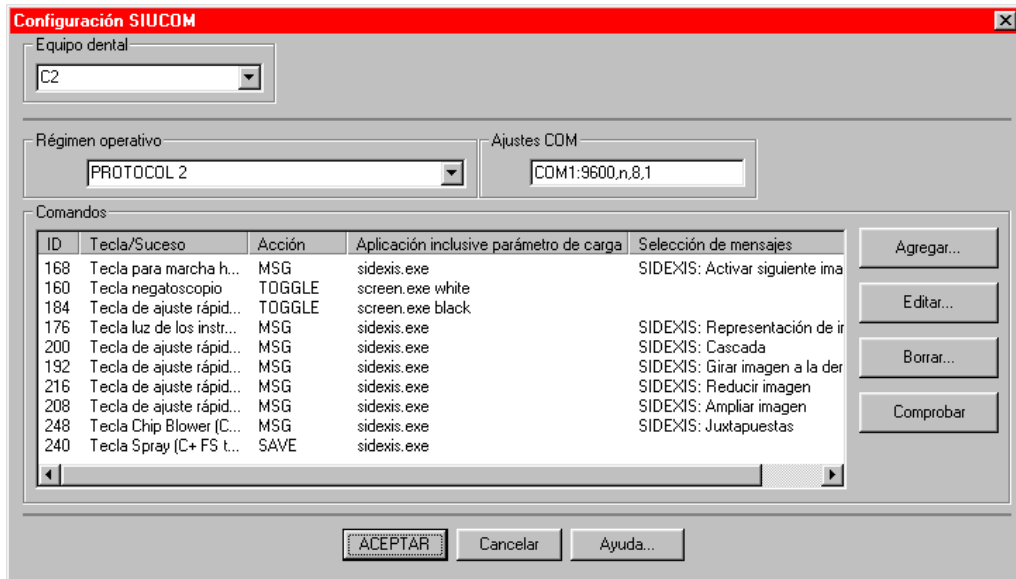 Configuración SIUCOM
Equipo dental
C2
Régimen operativo
Ajustes COM
PROTOCOL 2
COM1:9600,n,8,1
Comandos
ID Tecla/Suceso Acción Aplicación inclusive parámetro de carga Selección de mensajes
168 Tecla para marcha h... MSG sidexis.exe SIDEXIS: Activar siguiente ima
160 Tecla negatoscopio TOGGLE screen.exe white
184 Tecla de ajuste rápid... TOGGLE screen.exe black
176 Tecla luz de los instr... MSG sidexis.exe SIDEXIS: Representación de ir
200 Tecla de ajuste rápid... MSG sidexis.exe SIDEXIS: Cascada
192 Tecla de ajuste rápid... MSG sidexis.exe SIDEXIS: Girar imagen a la der
216 Tecla de ajuste rápid... MSG sidexis.exe SIDEXIS: Reducir imagen
208 Tecla de ajuste rápid... MSG sidexis.exe SIDEXIS: Ampliar imagen
248 Tecla Chip Blower (C... MSG sidexis.exe SIDEXIS: Juxtapuestas
240 Tecla Spray (C+ FS t... SAVE sidexis.exe
Agregar...
Editar...
Borrar...
Comprobar
ACEPTAR Cancelar Ayuda...